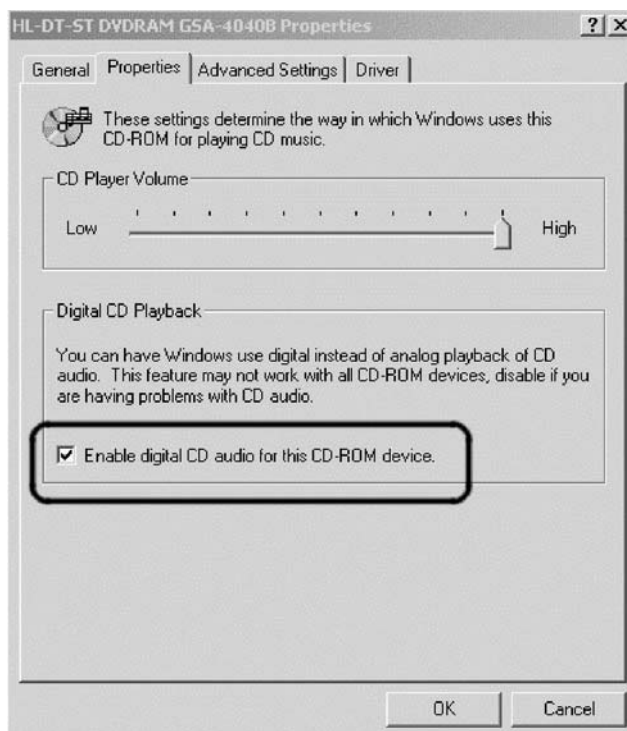 HL-DT-ST DVDRAM GSA-4040B Properties
General Properties Advanced Settings Driver
These settings determine the way in which Windows uses this
CD-ROM for playing CD music.
CD Player Volume
Low High
Digital CD Playback
You can have Windows use digital instead of analog playback of CD
audio. This feature may not work with all CD-ROM devices, disable if you
are having problems with CD audio.
Enable digital CD audio for this CD-ROM device.
OK Cancel